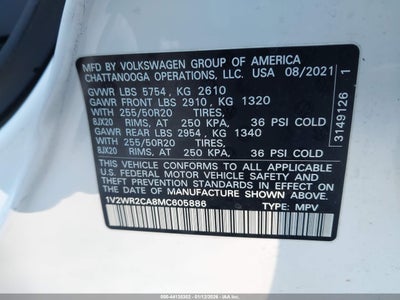 MFD BY VOLKSWAGEN GROUP OF AMERICA
CHATTANOOGA OPERATIONS, LLC. USA 08/2021
GVWR LBS 5754 , KG 2610
GAWR FRONT LBS 2910 , KG 1320
WITH 255/50R20 TIRES,
8JX20 RIMS, AT 250 KPA, 36 PSI COLD
GAWR REAR LBS 2954 , KG 1340
WITH 255/50R20 TIRES,
8JX20 RIMS, AT 250 KPA, 36 PSI COLD
THIS VEHICLE CONFORMS TO ALL APPLICABLE
U.S. FEDERAL MOTOR VEHICLE SAFETY STANDARDS
IN EFFECT ON THE DATE OF MANUFACTURE SHOWN ABOVE.
1V2WR2CA8MC605886 TYPE: MPV
3149126 1